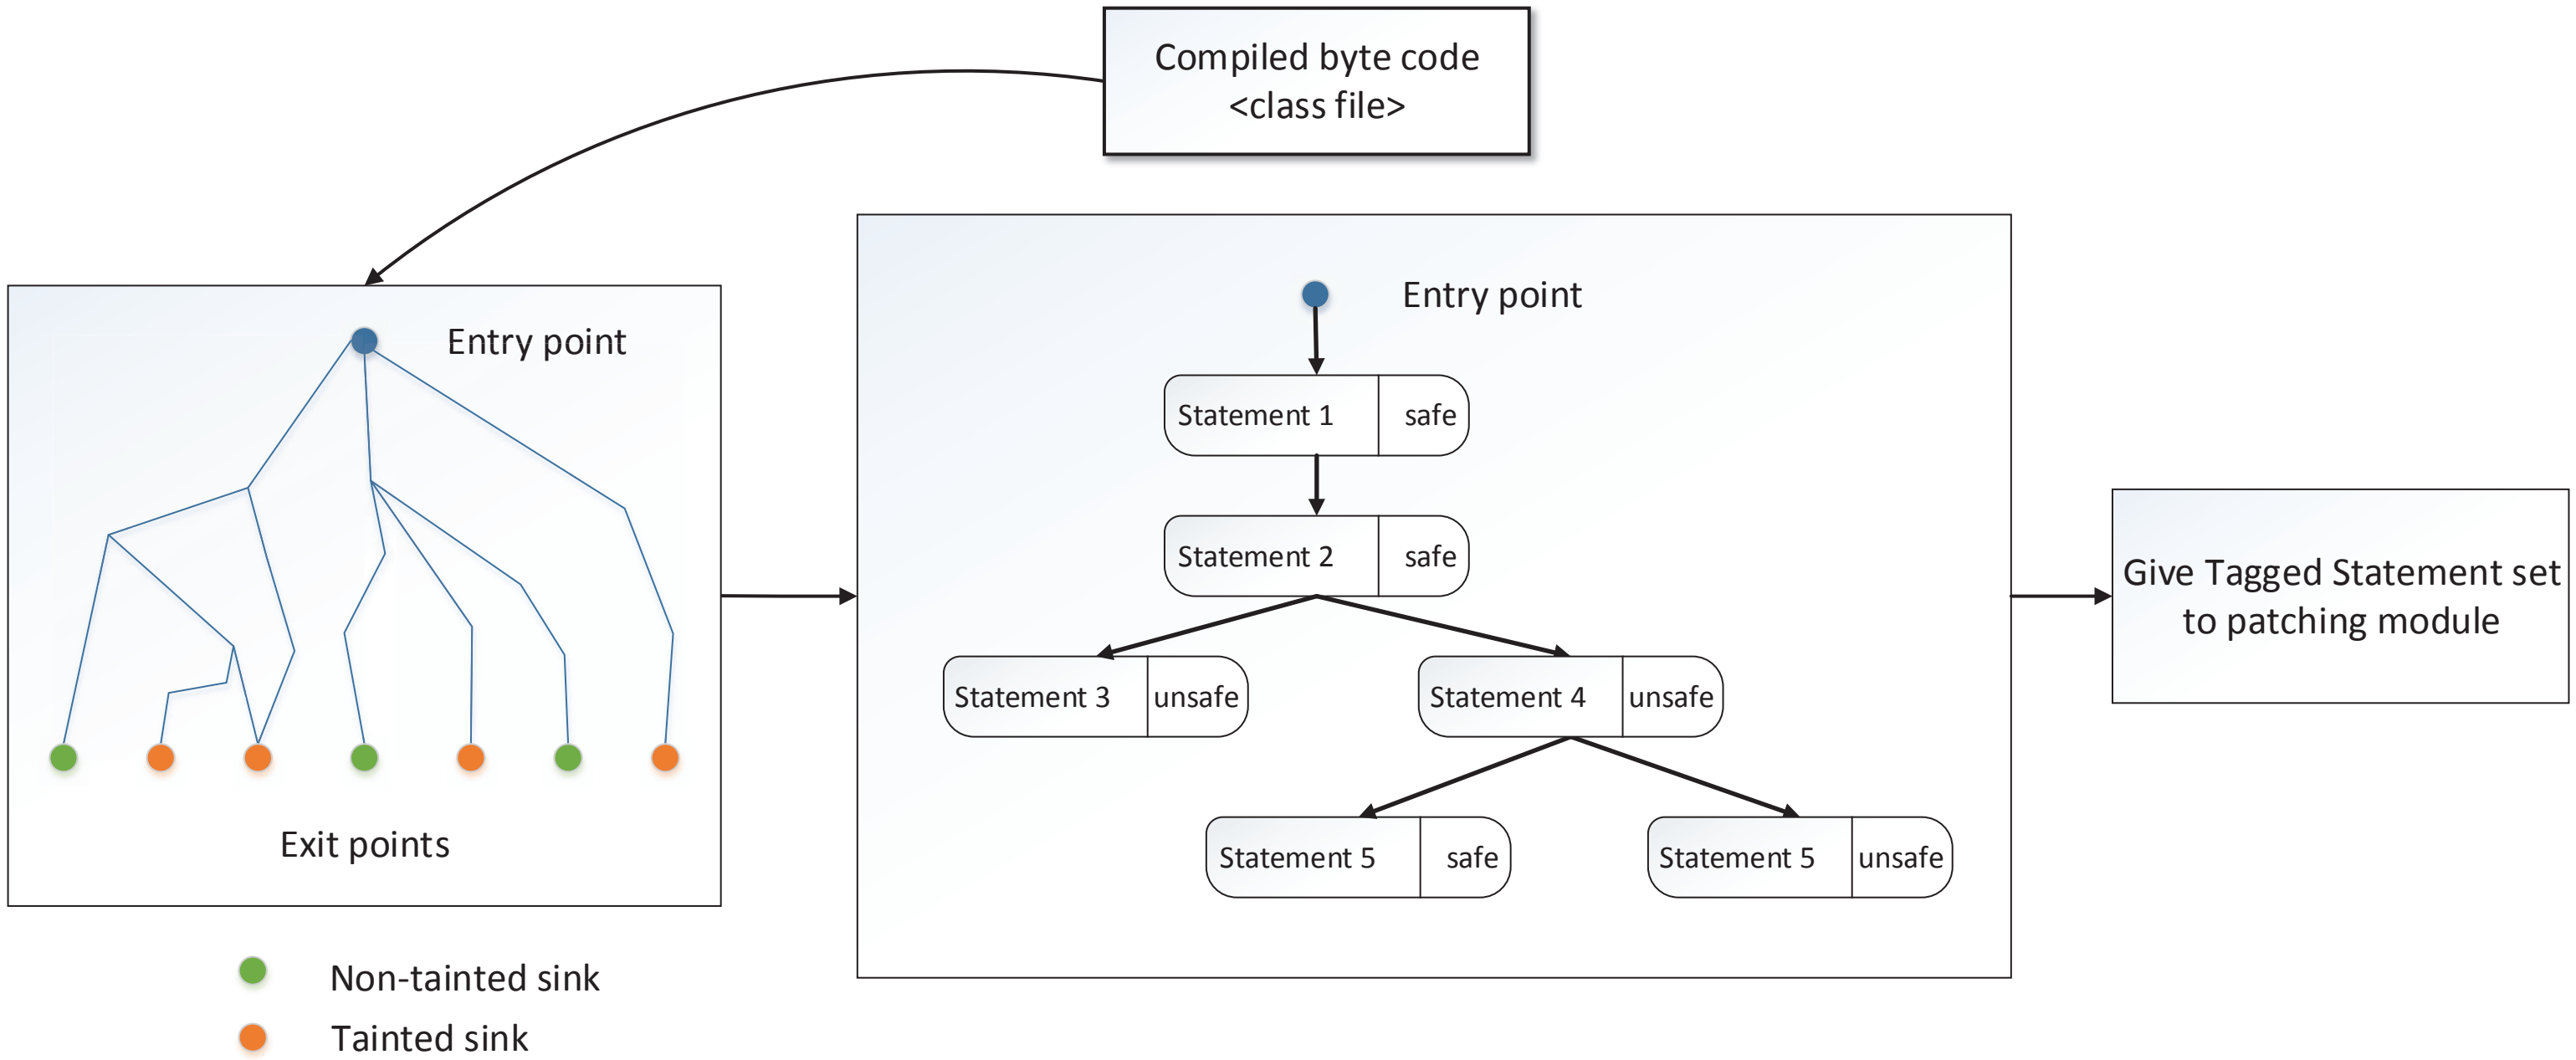 Compiled byte code
<class file>
Entry point
Exit points
Non-tainted sink
Tainted sink
Entry point
Statement 1 safe
Statement 2 safe
Statement 3 unsafe
Statement 4 unsafe
Statement 5 safe
Statement 5 unsafe
Give Tagged Statement set
to patching module